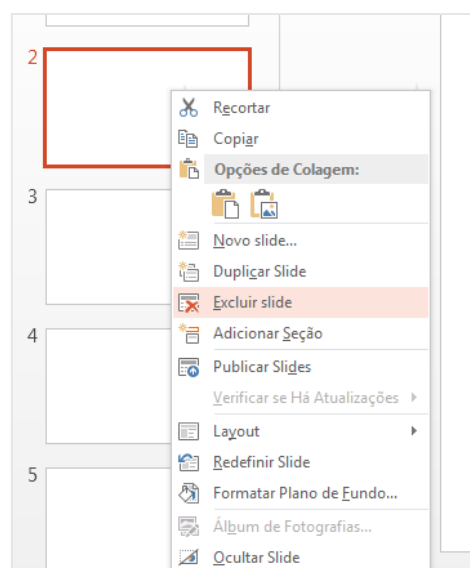 2
Recortar
Copiar
Opções de Colagem:
Novo slide...
Duplicar Slide
Excluir slide
3
Adicionar Seção
4
Publicar Slides
Verificar se Há Atualizações
Layout
Redefinir Slide
5
Formatar Plano de Fundo...
Álbum de Fotografias...
Ocultar Slide